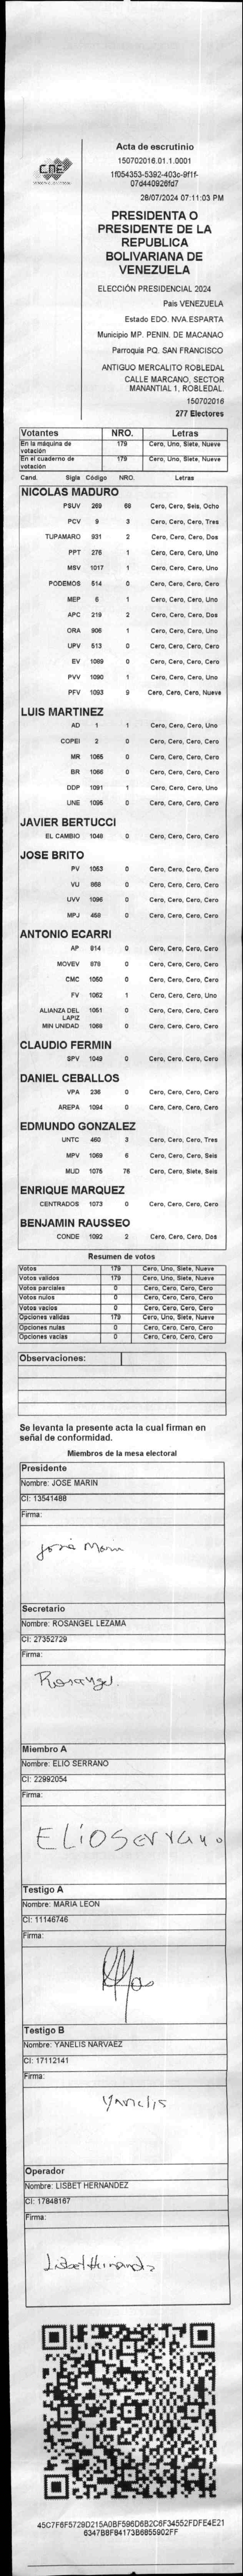 CNE
Acta de escrutinio
150702016.01.1.0001
1f054353-5392-403c-9f1f-
07d440926fd7
28/07/2024 07:11:03 PM
PRESIDENTA O
PRESIDENTE DE LA
REPUBLICA
BOLIVARIANA DE
VENEZUELA
ELECCIÓN PRESIDENCIAL 2024
País VENEZUELA
Estado EDO. NVA.ESPARTA
Municipio MP. PENIN. DE MACANAO
Parroquia PQ. SAN FRANCISCO
ANTIGUO MERCALITO ROBLEDAL
CALLE MARCANO, SECTOR
MANANTIAL 1, ROBLEDAL.
150702016
277 Electores
Votantes NRO. Letras
En la máquina de votación 179 Cero, Uno, Siete, Nueve
En el cuaderno de votación 179 Cero, Uno, Siete, Nueve
Cand. Sigla Código NRO. Letras
NICOLAS MADURO
PSUV 269 68 Cero, Cero, Seis, Ocho
PCV 9 3 Cero, Cero, Cero, Tres
TUPAMARO 931 2 Cero, Cero, Cero, Dos
PPT 276 1 Cero, Cero, Cero, Uno
MSV 1017 1 Cero, Cero, Cero, Uno
PODEMOS 514 0 Cero, Cero, Cero, Cero
MEP 6 1 Cero, Cero, Cero, Uno
APC 219 2 Cero, Cero, Cero, Dos
ORA 906 1 Cero, Cero, Cero, Uno
UPV 513 0 Cero, Cero, Cero, Cero
EV 1089 0 Cero, Cero, Cero, Cero
PVV 1090 1 Cero, Cero, Cero, Uno
PFV 1093 9 Cero, Cero, Cero, Nueve
LUIS MARTINEZ
AD 1 1 Cero, Cero, Cero, Uno
COPEI 2 0 Cero, Cero, Cero, Cero
MR 1065 0 Cero, Cero, Cero, Cero
BR 1066 0 Cero, Cero, Cero, Cero
DDP 1091 1 Cero, Cero, Cero, Uno
UNE 1095 0 Cero, Cero, Cero, Cero
JAVIER BERTUCCI
EL CAMBIO 1048 0 Cero, Cero, Cero, Cero
JOSE BRITO
PV 1053 0 Cero, Cero, Cero, Cero
VU 868 0 Cero, Cero, Cero, Cero
UVV 1096 0 Cero, Cero, Cero, Cero
MPJ 458 0 Cero, Cero, Cero, Cero
ANTONIO ECARRI
AP 814 0 Cero, Cero, Cero, Cero
MOVEV 878 0 Cero, Cero, Cero, Cero
CMC 1050 0 Cero, Cero, Cero, Cero
FV 1052 1 Cero, Cero, Cero, Uno
ALIANZA DEL LAPIZ 1051 0 Cero, Cero, Cero, Cero
MIN UNIDAD 1068 0 Cero, Cero, Cero, Cero
CLAUDIO FERMIN
SPV 1049 0 Cero, Cero, Cero, Cero
DANIEL CEBALLOS
VPA 236 0 Cero, Cero, Cero, Cero
AREPA 1094 0 Cero, Cero, Cero, Cero
EDMUNDO GONZALEZ
UNTC 460 3 Cero, Cero, Cero, Tres
MPV 1069 6 Cero, Cero, Cero, Seis
MUD 1075 76 Cero, Cero, Siete, Seis
ENRIQUE MARQUEZ
CENTRADOS 1073 0 Cero, Cero, Cero, Cero
BENJAMIN RAUSSEO
CONDE 1092 2 Cero, Cero, Cero, Dos
Resumen de votos
Votos 179 Cero, Uno, Siete, Nueve
Votos validos 179 Cero, Uno, Siete, Nueve
Votos parciales 0 Cero, Cero, Cero, Cero
Votos nulos 0 Cero, Cero, Cero, Cero
Votos vacios 0 Cero, Cero, Cero, Cero
Opciones validas 179 Cero, Uno, Siete, Nueve
Opciones nulas 0 Cero, Cero, Cero, Cero
Opciones vacias 0 Cero, Cero, Cero, Cero
Observaciones:
Se levanta la presente acta la cual firman en
señal de conformidad.
Miembros de la mesa electoral
Presidente
Nombre: JOSE MARIN
CI: 13541488
Firma:
José Marin
Secretario
Nombre: ROSANGEL LEZAMA
CI: 27352729
Firma:
Rosangel.
Miembro A
Nombre: ELIO SERRANO
CI: 22992054
Firma:
ELiOSerrano
Testigo A
Nombre: MARIA LEON
CI: 11146746
Firma:
Testigo B
Nombre: YANELIS NARVAEZ
CI: 17112141
Firma:
Yanelis
Operador
Nombre: LISBET HERNANDEZ
CI: 17848167
Firma:
Lisbet Hernandz
45C7F6F5729D215A0BF596D6B2C6F34552FDFE4E21
6347B8F84173B6855902FF